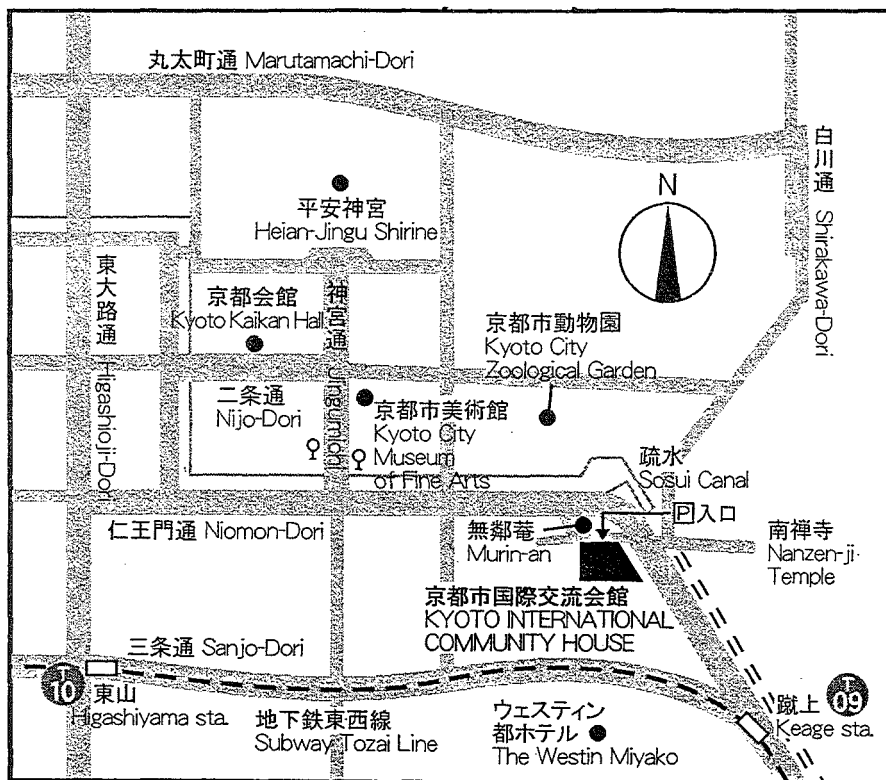 丸太町通 Marutamachi-Dori
白川通 Shirakawa-Dori
N
平安神宮
Heian-Jingu Shirine
東大路通 Higashioji-Dori
京都会館
Kyoto Kaikan Hall
神宮通 Jingumiori
京都市動物園
Kyoto City
Zoological Garden
二条通
Nijo-Dori
京都市美術館
Kyoto City
Museum
of Fine Arts
疏水
Sosui Canal
仁王門通 Niomon-Dori
無鄰菴
Murin-an
P入口
南禅寺
Nanzen-ji
Temple
京都市国際交流会館
KYOTO INTERNATIONAL
COMMUNITY HOUSE
三条通 Sanjo-Dori
T
10
東山
Higashiyama sta.
地下鉄東西線
Subway Tozai Line
ウェスティン
都ホテル
The Westin Miyako
蹴上
Keage sta.
T
09